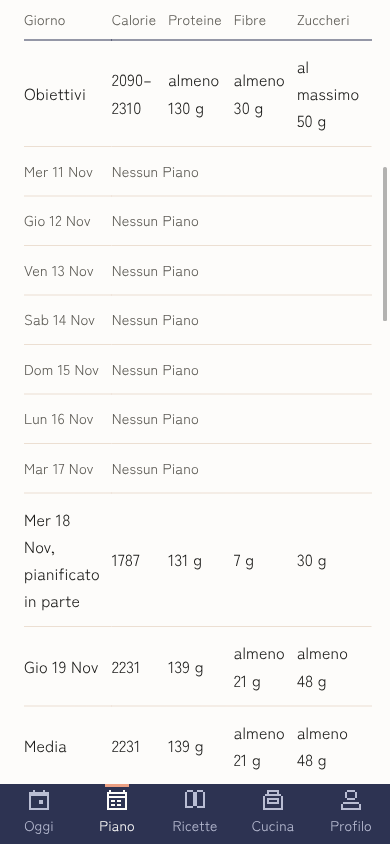 Giorno Calorie Proteine Fibre Zuccheri
Obiettivi 2090–2310 almeno 130 g almeno 30 g al massimo 50 g
Mer 11 Nov Nessun Piano
Gio 12 Nov Nessun Piano
Ven 13 Nov Nessun Piano
Sab 14 Nov Nessun Piano
Dom 15 Nov Nessun Piano
Lun 16 Nov Nessun Piano
Mar 17 Nov Nessun Piano
Mer 18 Nov, pianificato in parte 1787 131 g 7 g 30 g
Gio 19 Nov 2231 139 g almeno 21 g almeno 48 g
Media 2231 139 g almeno 21 g almeno 48 g
Oggi Piano Ricette Cucina Profilo